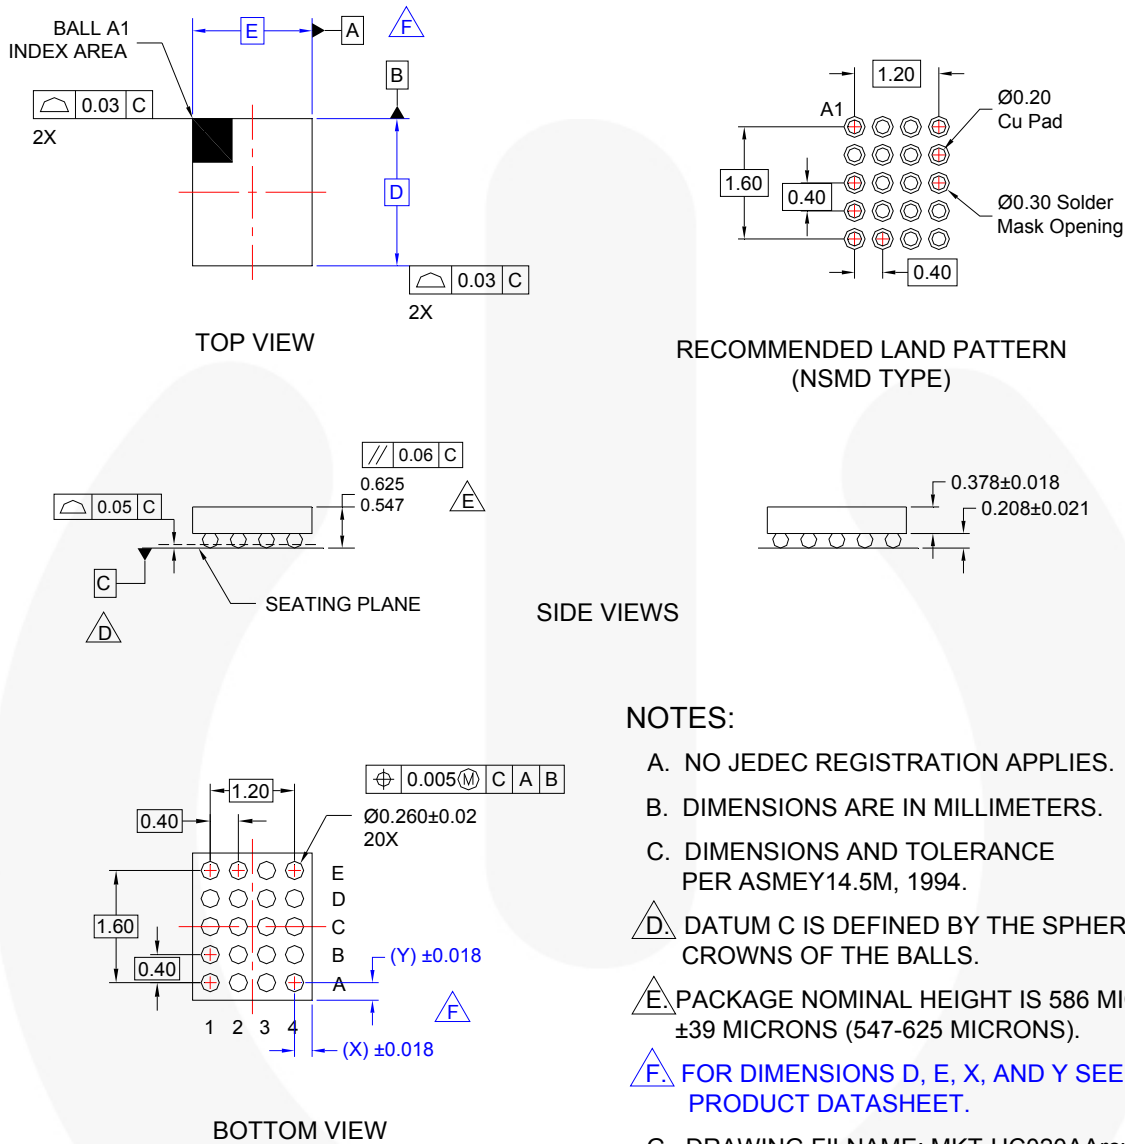 BALL A1
INDEX AREA
E
A
F
B
0.03 C
2X
D
0.03 C
2X
TOP VIEW
1.20
A1
Ø0.20
Cu Pad
1.60
0.40
Ø0.30 Solder
Mask Opening
0.40
RECOMMENDED LAND PATTERN
(NSMD TYPE)
// 0.06 C
0.625
0.547
E
0.05 C
C
D
SEATING PLANE
0.378±0.018
0.208±0.021
SIDE VIEWS
1.20
0.40
⌖ 0.005Ⓜ C A B
Ø0.260±0.02
20X
E
D
C
B
A
1.60
0.40
1 2 3 4
(Y) ±0.018
F
(X) ±0.018
BOTTOM VIEW
NOTES:
A. NO JEDEC REGISTRATION APPLIES.
B. DIMENSIONS ARE IN MILLIMETERS.
C. DIMENSIONS AND TOLERANCE
PER ASMEY14.5M, 1994.
D. DATUM C IS DEFINED BY THE SPHER
CROWNS OF THE BALLS.
E. PACKAGE NOMINAL HEIGHT IS 586
±39 MICRONS (547-625 MICRONS).
F. FOR DIMENSIONS D, E, X, AND Y SEE
PRODUCT DATASHEET.